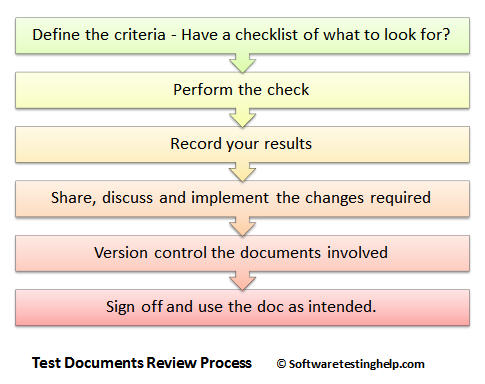 Define the criteria - Have a checklist of what to look for?
Perform the check
Record your results
Share, discuss and implement the changes required
Version control the documents involved
Sign off and use the doc as intended.
Test Documents Review Process © Softwaretestinghelp.com